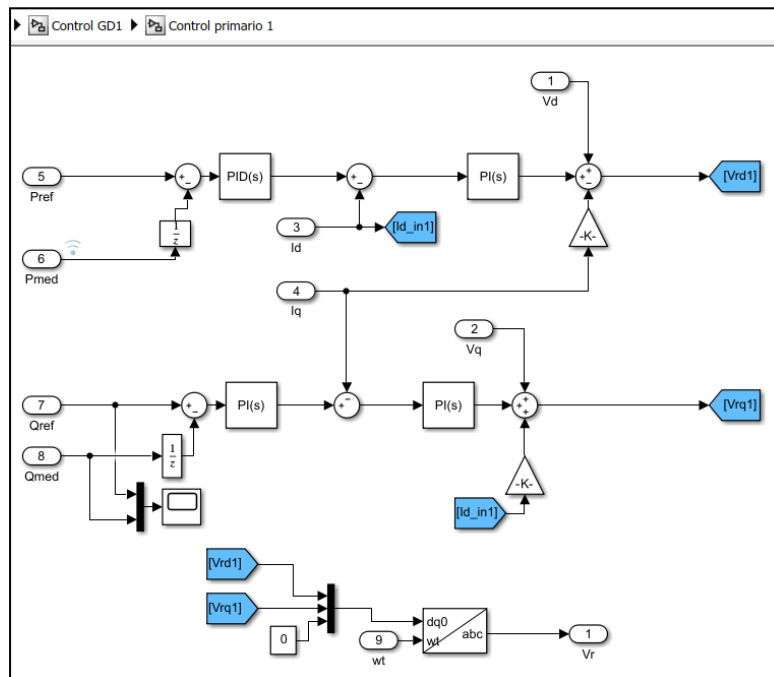 Control GD1 Control primario 1
1
Vd
5
Pref
+
−
PID(s)
+
−
PI(s)
+
+
−
[Vrd1]
1/z
3
Id
[Id_in1]
-K-
6
Pmed
4
Iq
2
Vq
7
Qref
+
−
PI(s)
+
−
PI(s)
+
+
+
[Vrq1]
8
Qmed
1/z
-K-
[Id_in1]
[Vrd1]
[Vrq1]
0
9
wt
dq0
wt
abc
1
Vr